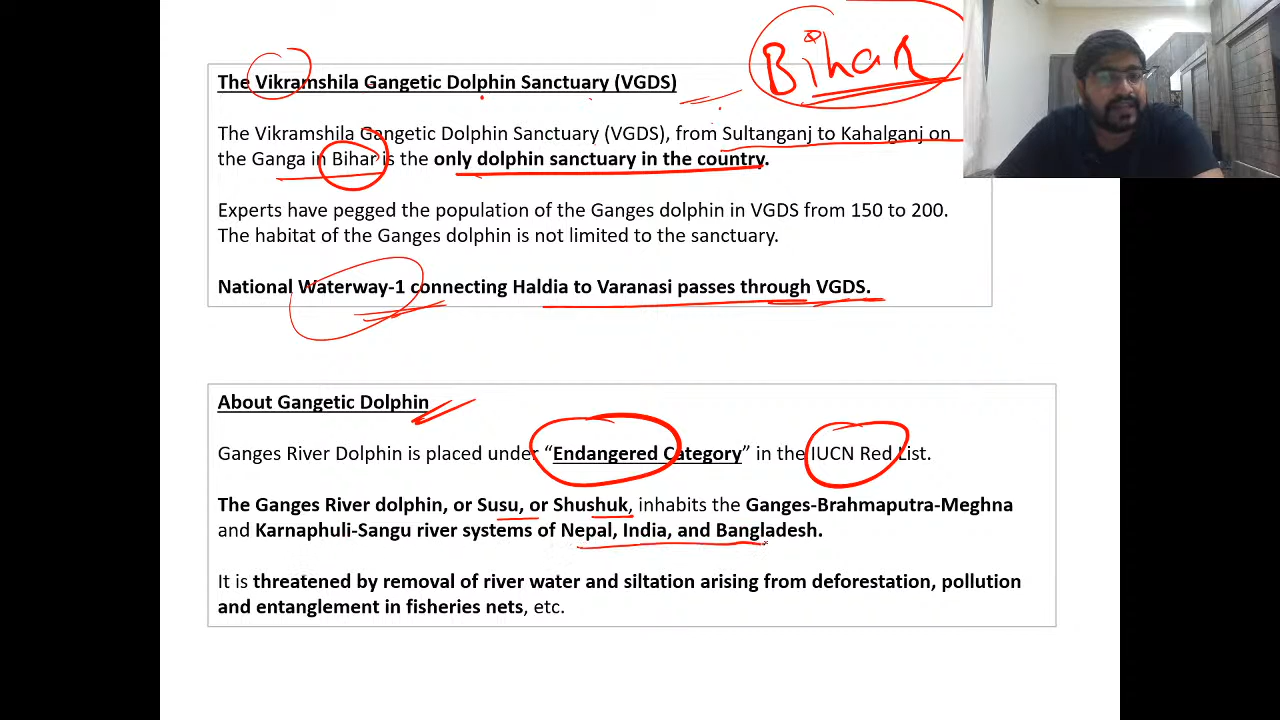 Bihar
The Vikramshila Gangetic Dolphin Sanctuary (VGDS)
The Vikramshila Gangetic Dolphin Sanctuary (VGDS), from Sultanganj to Kahalganj on
the Ganga in Bihar is the only dolphin sanctuary in the country.
Experts have pegged the population of the Ganges dolphin in VGDS from 150 to 200.
The habitat of the Ganges dolphin is not limited to the sanctuary.
National Waterway-1 connecting Haldia to Varanasi passes through VGDS.
About Gangetic Dolphin
Ganges River Dolphin is placed under “Endangered Category” in the IUCN Red List.
The Ganges River dolphin, or Susu, or Shushuk, inhabits the Ganges-Brahmaputra-Meghna
and Karnaphuli-Sangu river systems of Nepal, India, and Bangladesh.
It is threatened by removal of river water and siltation arising from deforestation, pollution
and entanglement in fisheries nets, etc.